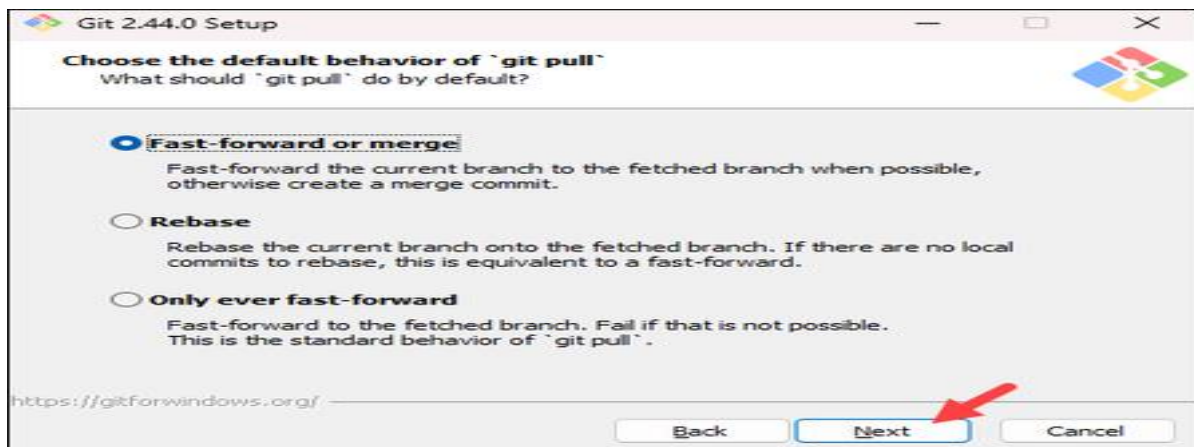 Git 2.44.0 Setup
Choose the default behavior of `git pull`
What should `git pull` do by default?
Fast-forward or merge
Fast-forward the current branch to the fetched branch when possible,
otherwise create a merge commit.
Rebase
Rebase the current branch onto the fetched branch. If there are no local
commits to rebase, this is equivalent to a fast-forward.
Only ever fast-forward
Fast-forward to the fetched branch. Fail if that is not possible.
This is the standard behavior of `git pull`.
https://gitforwindows.org/
Back Next Cancel